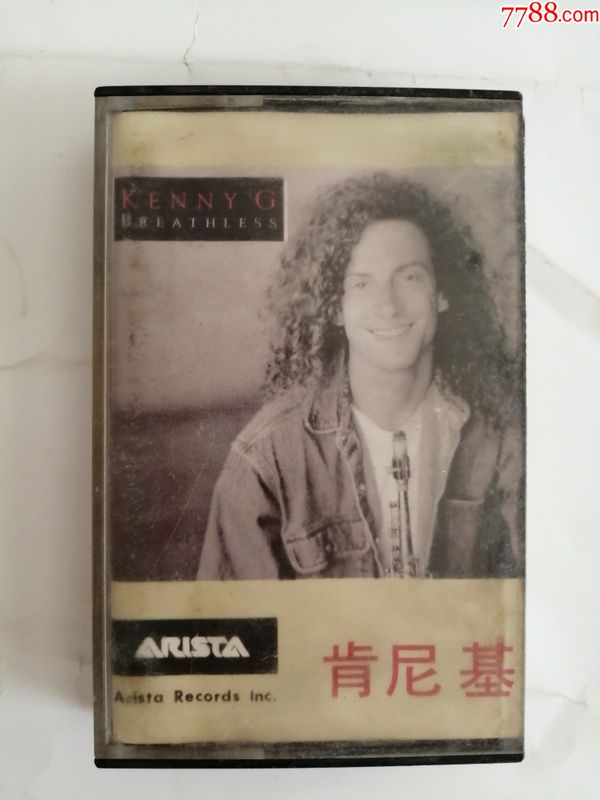 7788.com
KENNY G
BREATHLESS
ARISTA
Arista Records Inc.
肯尼基